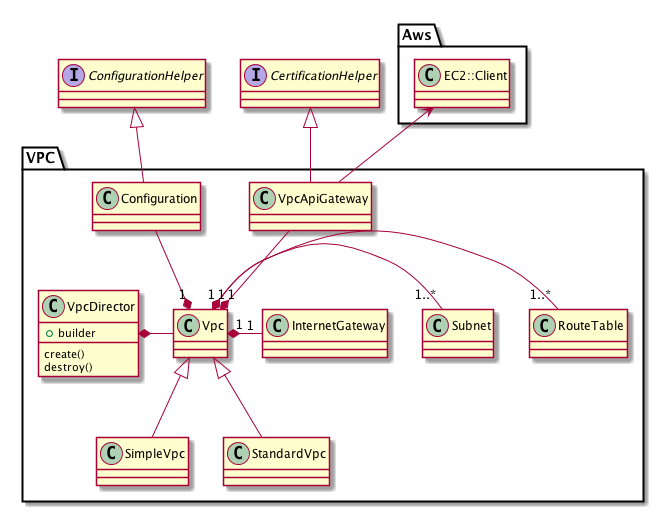 Aws
I ConfigurationHelper
I CertificationHelper
C EC2::Client
VPC
C Configuration
C VpcApiGateway
1 1 1 1
1..*
1..*
C VpcDirector
builder
create()
destroy()
C Vpc
1 1
C InternetGateway
C Subnet
C RouteTable
C SimpleVpc
C StandardVpc